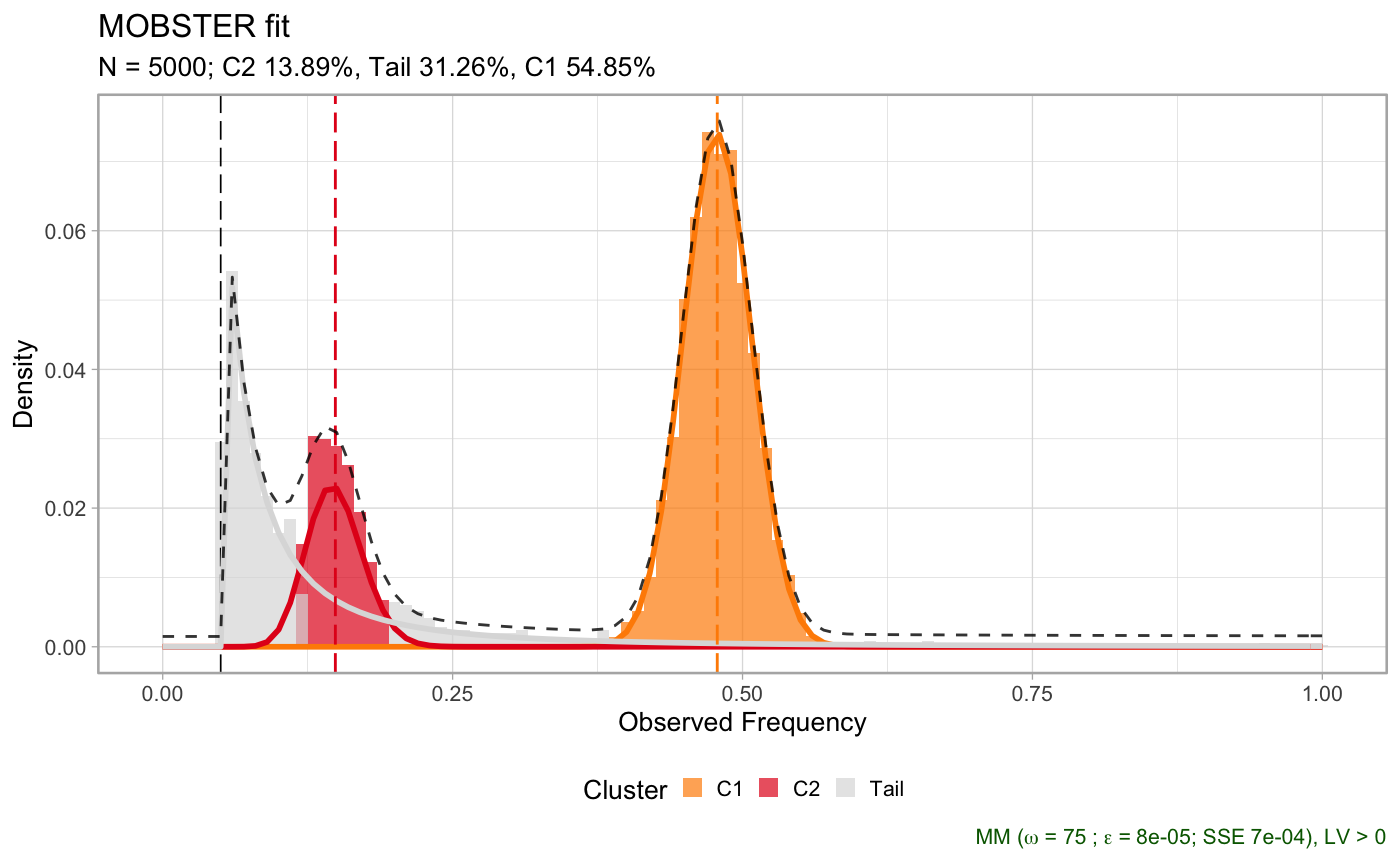 MOBSTER fit
N = 5000; C2 13.89%, Tail 31.26%, C1 54.85%
Density
0.06
0.04
0.02
0.00
0.00 0.25 0.50 0.75 1.00
Observed Frequency
Cluster C1 C2 Tail
MM (ω = 75 ; ε = 8e-05; SSE 7e-04), LV > 0